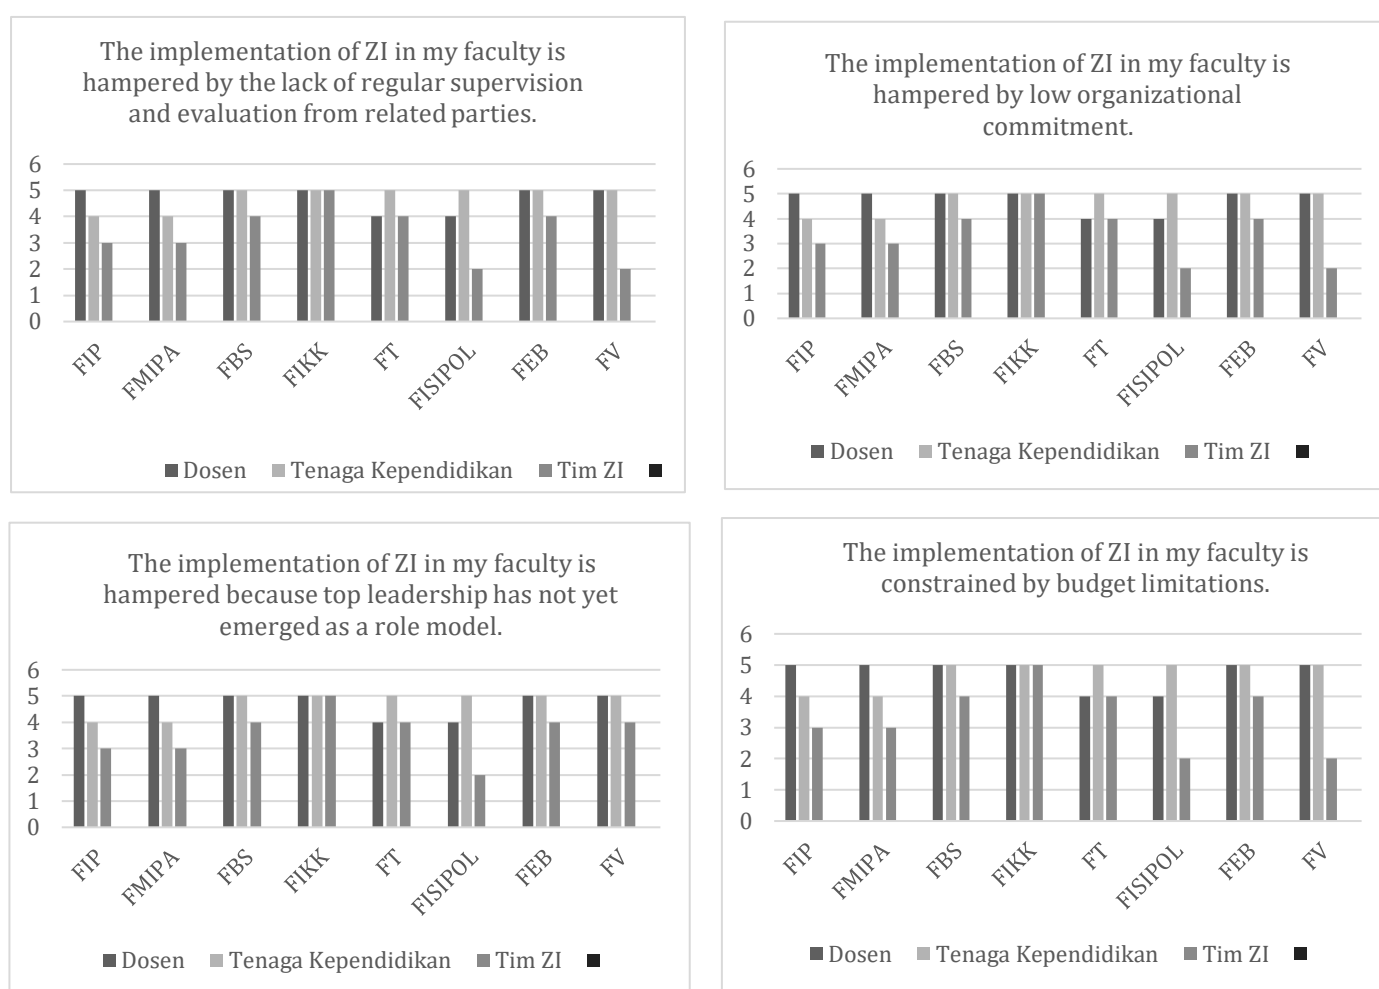 The implementation of ZI in my faculty is
hampered by the lack of regular supervision
and evaluation from related parties.
6
5
4
3
2
1
0
FIP
FMIPA
FBS
FIKK
FT
FISIPOL
FEB
FV
Dosen Tenaga Kependidikan Tim ZI
The implementation of ZI in my faculty is
hampered by low organizational
commitment.
6
5
4
3
2
1
0
FIP
FMIPA
FBS
FIKK
FT
FISIPOL
FEB
FV
Dosen Tenaga Kependidikan Tim ZI
The implementation of ZI in my faculty is
hampered because top leadership has not yet
emerged as a role model.
6
5
4
3
2
1
0
FIP
FMIPA
FBS
FIKK
FT
FISIPOL
FEB
FV
Dosen Tenaga Kependidikan Tim ZI
The implementation of ZI in my faculty is
constrained by budget limitations.
6
5
4
3
2
1
0
FIP
FMIPA
FBS
FIKK
FT
FISIPOL
FEB
FV
Dosen Tenaga Kependidikan Tim ZI